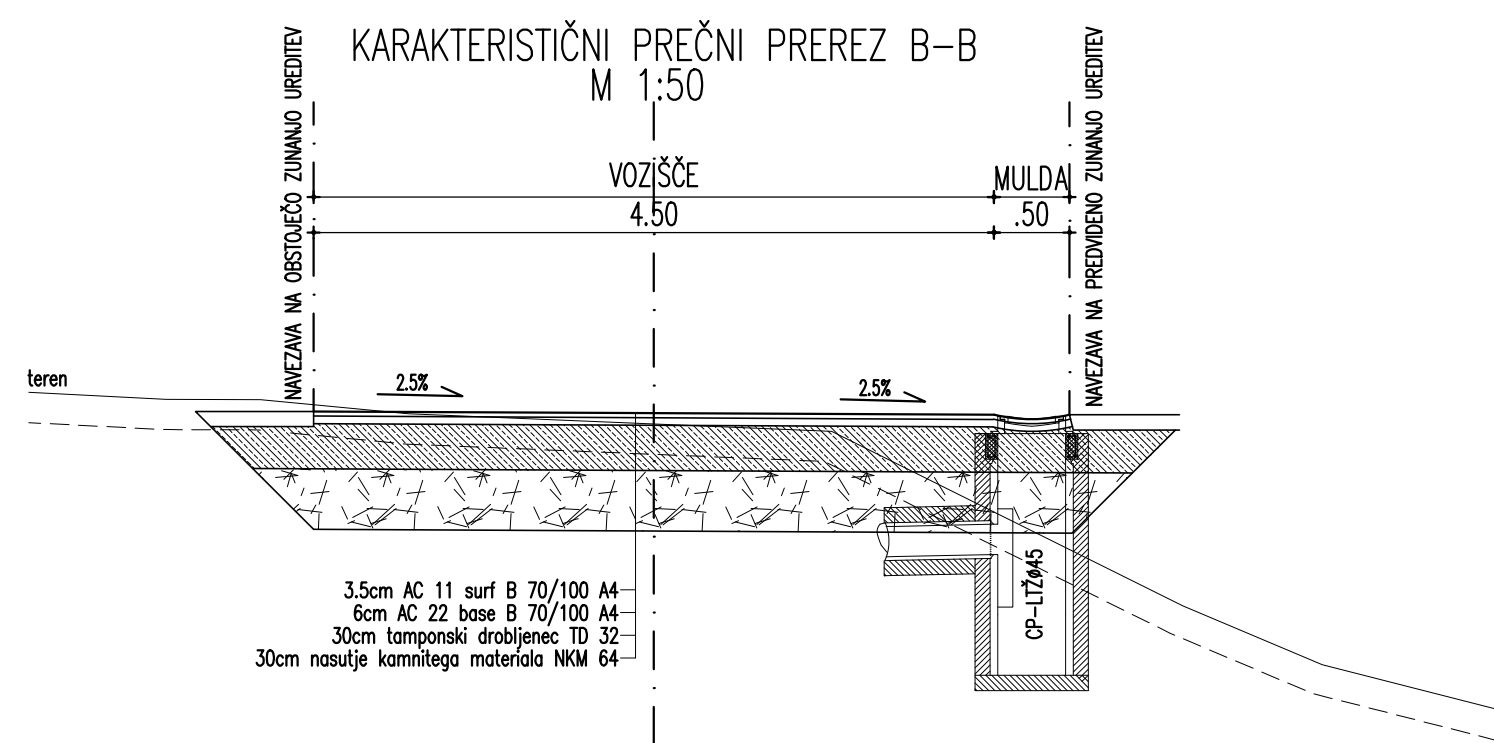 KARAKTERISTIČNI PREČNI PREREZ B-B
M 1:50
NAVEZAVA NA OBSTOJEČO ZUNANJO UREDITEV
NAVEZAVA NA PREDVIDENO ZUNANJO UREDITEV
VOZIŠČE
MULDA
4.50
.50
teren
2.5%
2.5%
3.5cm AC 11 surf B 70/100 A4
6cm AC 22 base B 70/100 A4
30cm tamponski drobljenec TD 32
30cm nasutje kamnitega materiala NKM 64
CP-LTŽø45